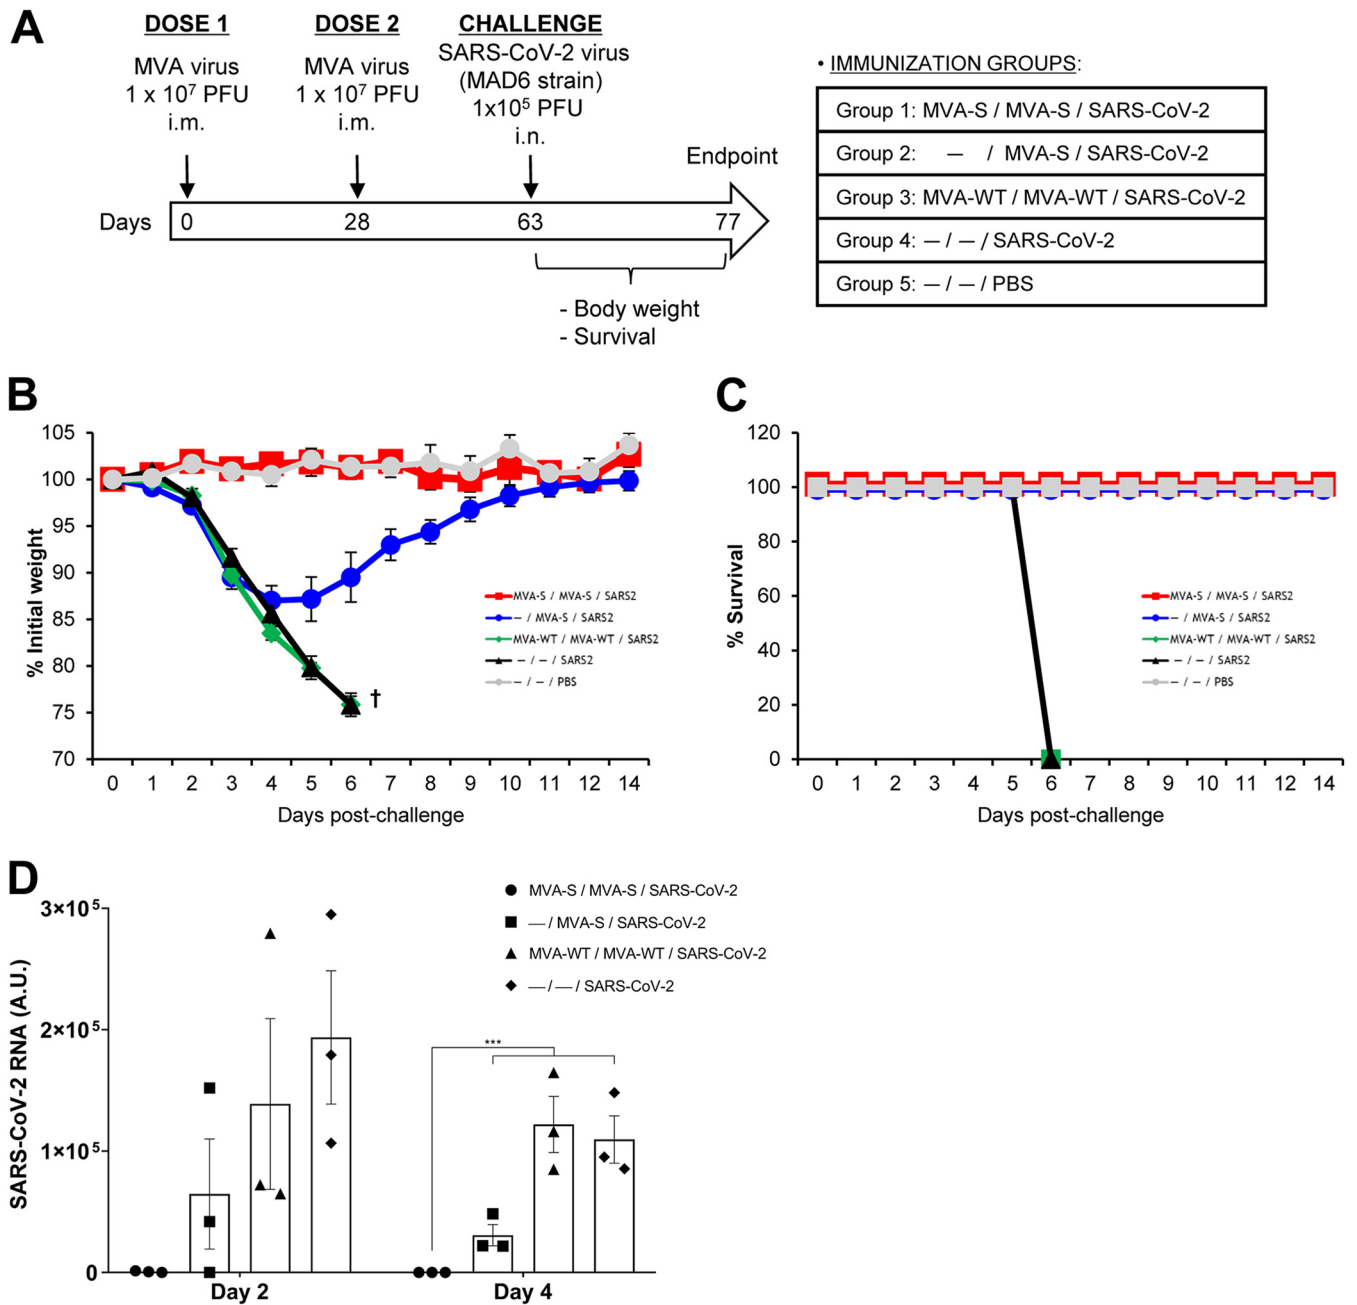 A
DOSE 1
MVA virus
1 x 10⁷ PFU
i.m.
DOSE 2
MVA virus
1 x 10⁷ PFU
i.m.
CHALLENGE
SARS-CoV-2 virus
(MAD6 strain)
1x10⁵ PFU
i.n.
Endpoint
Days
0
28
63
77
- Body weight
- Survival
• IMMUNIZATION GROUPS:
Group 1: MVA-S / MVA-S / SARS-CoV-2
Group 2: — / MVA-S / SARS-CoV-2
Group 3: MVA-WT / MVA-WT / SARS-CoV-2
Group 4: — / — / SARS-CoV-2
Group 5: — / — / PBS
B
% Initial weight
105
100
95
90
85
80
75
70
†
MVA-S / MVA-S / SARS2
— / MVA-S / SARS2
MVA-WT / MVA-WT / SARS2
— / — / SARS2
— / — / PBS
0 1 2 3 4 5 6 7 8 9 10 11 12 14
Days post-challenge
C
% Survival
120
100
80
60
40
20
0
MVA-S / MVA-S / SARS2
— / MVA-S / SARS2
MVA-WT / MVA-WT / SARS2
— / — / SARS2
— / — / PBS
0 1 2 3 4 5 6 7 8 9 10 11 12 14
Days post-challenge
D
SARS-CoV-2 RNA (A.U.)
3×10⁵
2×10⁵
1×10⁵
0
MVA-S / MVA-S / SARS-CoV-2
— / MVA-S / SARS-CoV-2
MVA-WT / MVA-WT / SARS-CoV-2
— / — / SARS-CoV-2
***
Day 2
Day 4